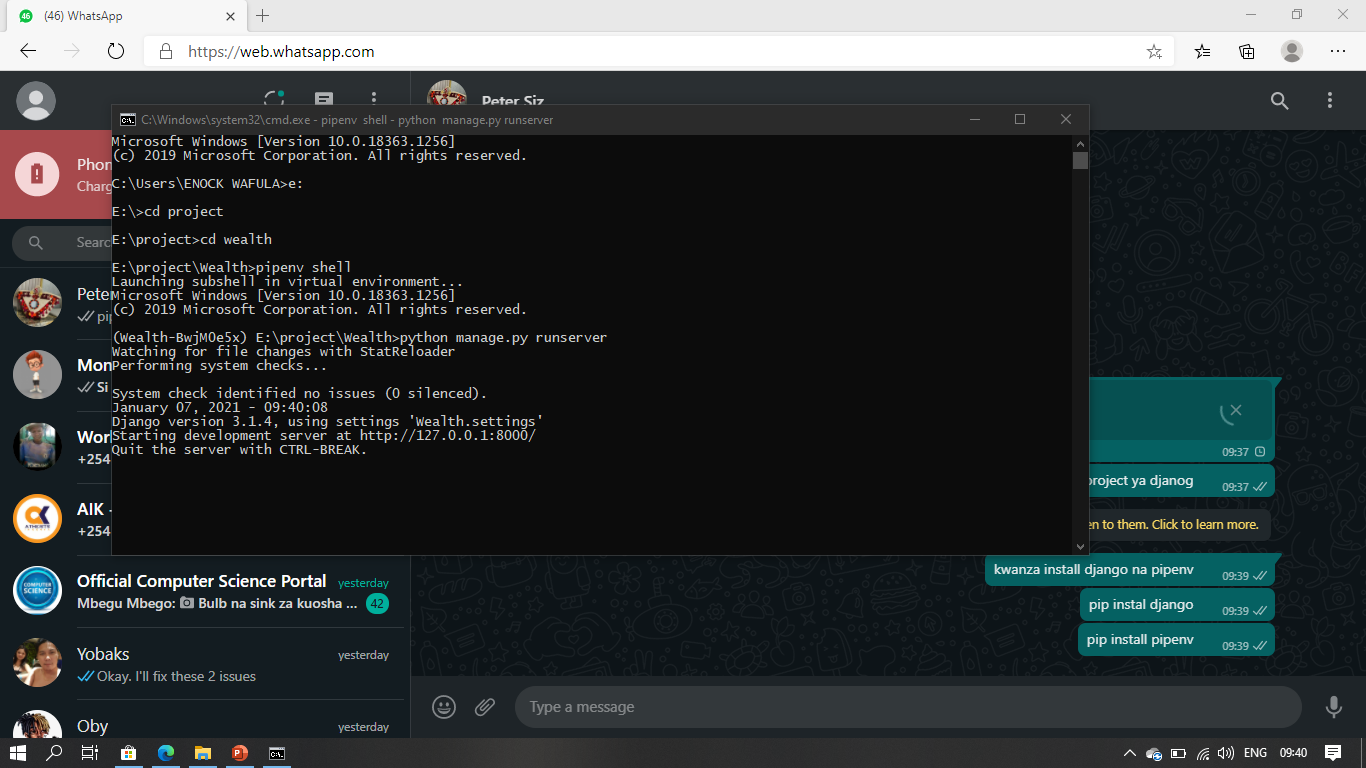 (46) WhatsApp
https://web.whatsapp.com
Peter Siz
C:\Windows\system32\cmd.exe - pipenv shell - python manage.py runserver
Microsoft Windows [Version 10.0.18363.1256]
(c) 2019 Microsoft Corporation. All rights reserved.
C:\Users\ENOCK WAFULA>e:
E:\>cd project
E:\project>cd wealth
E:\project\Wealth>pipenv shell
Launching subshell in virtual environment...
Microsoft Windows [Version 10.0.18363.1256]
(c) 2019 Microsoft Corporation. All rights reserved.
(Wealth-BwjM0e5x) E:\project\Wealth>python manage.py runserver
Watching for file changes with StatReloader
Performing system checks...
System check identified no issues (0 silenced).
January 07, 2021 - 09:40:08
Django version 3.1.4, using settings 'Wealth.settings'
Starting development server at http://127.0.0.1:8000/
Quit the server with CTRL-BREAK.
Phon
Charg
Searc
Peter
pip
Mon
Si
Worl
+254
AIK -
+254
Official Computer Science Portal yesterday
Mbegu Mbego: Bulb na sink za kuosha ... 42
Yobaks yesterday
Okay. I'll fix these 2 issues
Oby yesterday
09:37
project ya djanog 09:37
en to them. Click to learn more.
kwanza install django na pipenv 09:39
pip instal django 09:39
pip install pipenv 09:39
Type a message
ENG 09:40